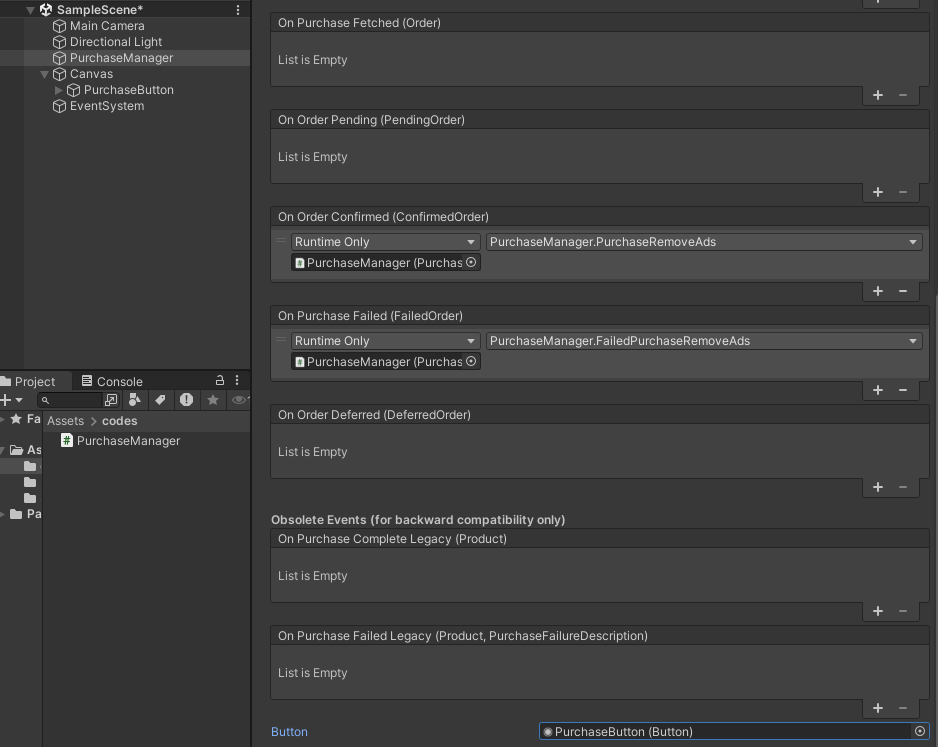 SampleScene*
Main Camera
Directional Light
PurchaseManager
Canvas
PurchaseButton
EventSystem
Project
Console
Fa
Assets > codes
As
PurchaseManager
Pa
On Purchase Fetched (Order)
List is Empty
On Order Pending (PendingOrder)
List is Empty
On Order Confirmed (ConfirmedOrder)
Runtime Only PurchaseManager.PurchaseRemoveAds
PurchaseManager (Purchas
On Purchase Failed (FailedOrder)
Runtime Only PurchaseManager.FailedPurchaseRemoveAds
PurchaseManager (Purchas
On Order Deferred (DeferredOrder)
List is Empty
Obsolete Events (for backward compatibility only)
On Purchase Complete Legacy (Product)
List is Empty
On Purchase Failed Legacy (Product, PurchaseFailureDescription)
List is Empty
Button PurchaseButton (Button)